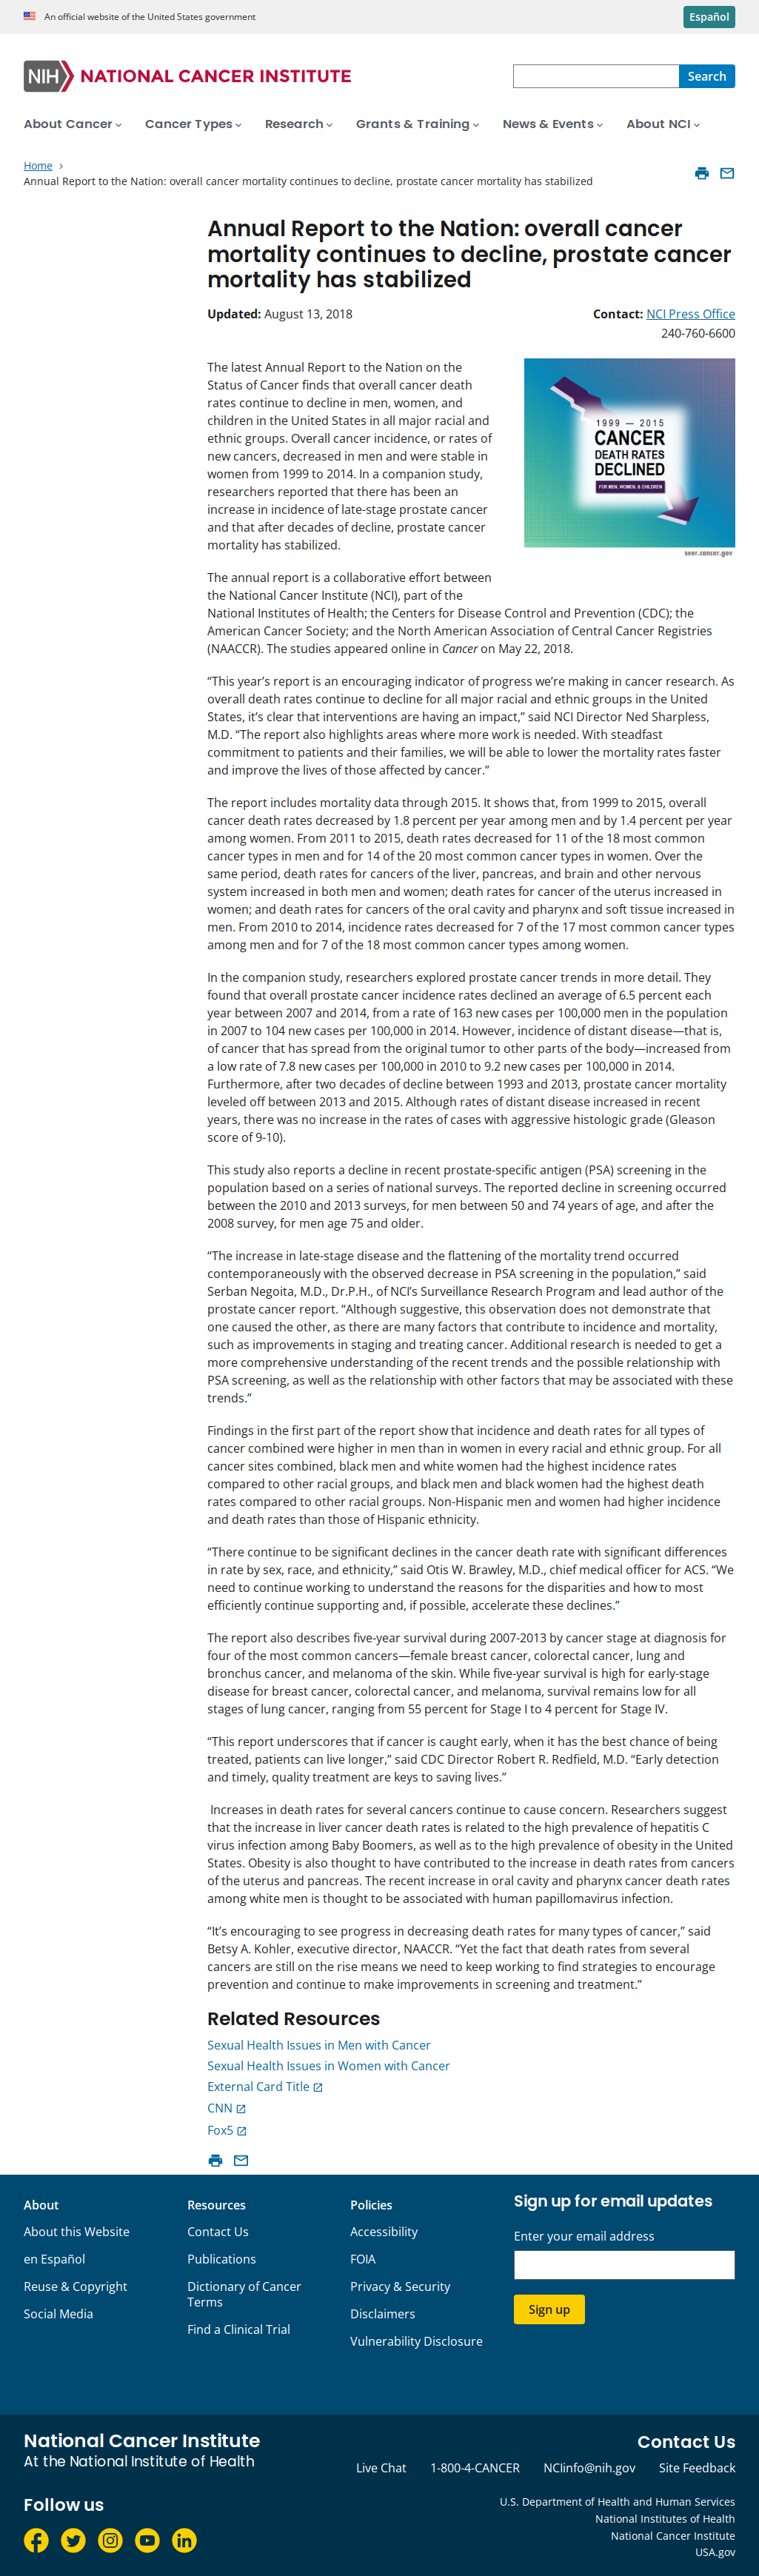 An official website of the United States government
Español
NIH NATIONAL CANCER INSTITUTE
Search
About Cancer Cancer Types Research Grants & Training News & Events About NCI
Home
Annual Report to the Nation: overall cancer mortality continues to decline, prostate cancer mortality has stabilized
Annual Report to the Nation: overall cancer
mortality continues to decline, prostate cancer
mortality has stabilized
Updated: August 13, 2018
Contact: NCI Press Office
240-760-6600
The latest Annual Report to the Nation on the
Status of Cancer finds that overall cancer death
rates continue to decline in men, women, and
children in the United States in all major racial and
ethnic groups. Overall cancer incidence, or rates of
new cancers, decreased in men and were stable in
women from 1999 to 2014. In a companion study,
researchers reported that there has been an
increase in incidence of late-stage prostate cancer
and that after decades of decline, prostate cancer
mortality has stabilized.
1999 — 2015
CANCER
DEATH RATES
DECLINED
FOR MEN, WOMEN, & CHILDREN
seer.cancer.gov
The annual report is a collaborative effort between
the National Cancer Institute (NCI), part of the
National Institutes of Health; the Centers for Disease Control and Prevention (CDC); the
American Cancer Society; and the North American Association of Central Cancer Registries
(NAACCR). The studies appeared online in Cancer on May 22, 2018.
“This year’s report is an encouraging indicator of progress we’re making in cancer research. As
overall death rates continue to decline for all major racial and ethnic groups in the United
States, it’s clear that interventions are having an impact,” said NCI Director Ned Sharpless,
M.D. “The report also highlights areas where more work is needed. With steadfast
commitment to patients and their families, we will be able to lower the mortality rates faster
and improve the lives of those affected by cancer.”
The report includes mortality data through 2015. It shows that, from 1999 to 2015, overall
cancer death rates decreased by 1.8 percent per year among men and by 1.4 percent per year
among women. From 2011 to 2015, death rates decreased for 11 of the 18 most common
cancer types in men and for 14 of the 20 most common cancer types in women. Over the
same period, death rates for cancers of the liver, pancreas, and brain and other nervous
system increased in both men and women; death rates for cancer of the uterus increased in
women; and death rates for cancers of the oral cavity and pharynx and soft tissue increased in
men. From 2010 to 2014, incidence rates decreased for 7 of the 17 most common cancer types
among men and for 7 of the 18 most common cancer types among women.
In the companion study, researchers explored prostate cancer trends in more detail. They
found that overall prostate cancer incidence rates declined an average of 6.5 percent each
year between 2007 and 2014, from a rate of 163 new cases per 100,000 men in the population
in 2007 to 104 new cases per 100,000 in 2014. However, incidence of distant disease—that is,
of cancer that has spread from the original tumor to other parts of the body—increased from
a low rate of 7.8 new cases per 100,000 in 2010 to 9.2 new cases per 100,000 in 2014.
Furthermore, after two decades of decline between 1993 and 2013, prostate cancer mortality
leveled off between 2013 and 2015. Although rates of distant disease increased in recent
years, there was no increase in the rates of cases with aggressive histologic grade (Gleason
score of 9-10).
This study also reports a decline in recent prostate-specific antigen (PSA) screening in the
population based on a series of national surveys. The reported decline in screening occurred
between the 2010 and 2013 surveys, for men between 50 and 74 years of age, and after the
2008 survey, for men age 75 and older.
“The increase in late-stage disease and the flattening of the mortality trend occurred
contemporaneously with the observed decrease in PSA screening in the population,” said
Serban Negoita, M.D., Dr.P.H., of NCI’s Surveillance Research Program and lead author of the
prostate cancer report. “Although suggestive, this observation does not demonstrate that
one caused the other, as there are many factors that contribute to incidence and mortality,
such as improvements in staging and treating cancer. Additional research is needed to get a
more comprehensive understanding of the recent trends and the possible relationship with
PSA screening, as well as the relationship with other factors that may be associated with these
trends.”
Findings in the first part of the report show that incidence and death rates for all types of
cancer combined were higher in men than in women in every racial and ethnic group. For all
cancer sites combined, black men and white women had the highest incidence rates
compared to other racial groups, and black men and black women had the highest death
rates compared to other racial groups. Non-Hispanic men and women had higher incidence
and death rates than those of Hispanic ethnicity.
“There continue to be significant declines in the cancer death rate with significant differences
in rate by sex, race, and ethnicity,” said Otis W. Brawley, M.D., chief medical officer for ACS. “We
need to continue working to understand the reasons for the disparities and how to most
efficiently continue supporting and, if possible, accelerate these declines.”
The report also describes five-year survival during 2007-2013 by cancer stage at diagnosis for
four of the most common cancers—female breast cancer, colorectal cancer, lung and
bronchus cancer, and melanoma of the skin. While five-year survival is high for early-stage
disease for breast cancer, colorectal cancer, and melanoma, survival remains low for all
stages of lung cancer, ranging from 55 percent for Stage I to 4 percent for Stage IV.
“This report underscores that if cancer is caught early, when it has the best chance of being
treated, patients can live longer,” said CDC Director Robert R. Redfield, M.D. “Early detection
and timely, quality treatment are keys to saving lives.”
Increases in death rates for several cancers continue to cause concern. Researchers suggest
that the increase in liver cancer death rates is related to the high prevalence of hepatitis C
virus infection among Baby Boomers, as well as to the high prevalence of obesity in the United
States. Obesity is also thought to have contributed to the increase in death rates from cancers
of the uterus and pancreas. The recent increase in oral cavity and pharynx cancer death rates
among white men is thought to be associated with human papillomavirus infection.
“It’s encouraging to see progress in decreasing death rates for many types of cancer,” said
Betsy A. Kohler, executive director, NAACCR. “Yet the fact that death rates from several
cancers are still on the rise means we need to keep working to find strategies to encourage
prevention and continue to make improvements in screening and treatment.”
Related Resources
Sexual Health Issues in Men with Cancer
Sexual Health Issues in Women with Cancer
External Card Title
CNN
Fox5
About
About this Website
en Español
Reuse & Copyright
Social Media
Resources
Contact Us
Publications
Dictionary of Cancer
Terms
Find a Clinical Trial
Policies
Accessibility
FOIA
Privacy & Security
Disclaimers
Vulnerability Disclosure
Sign up for email updates
Enter your email address
Sign up
National Cancer Institute
At the National Institute of Health
Contact Us
Live Chat 1-800-4-CANCER NCIinfo@nih.gov Site Feedback
Follow us
U.S. Department of Health and Human Services
National Institutes of Health
National Cancer Institute
USA.gov